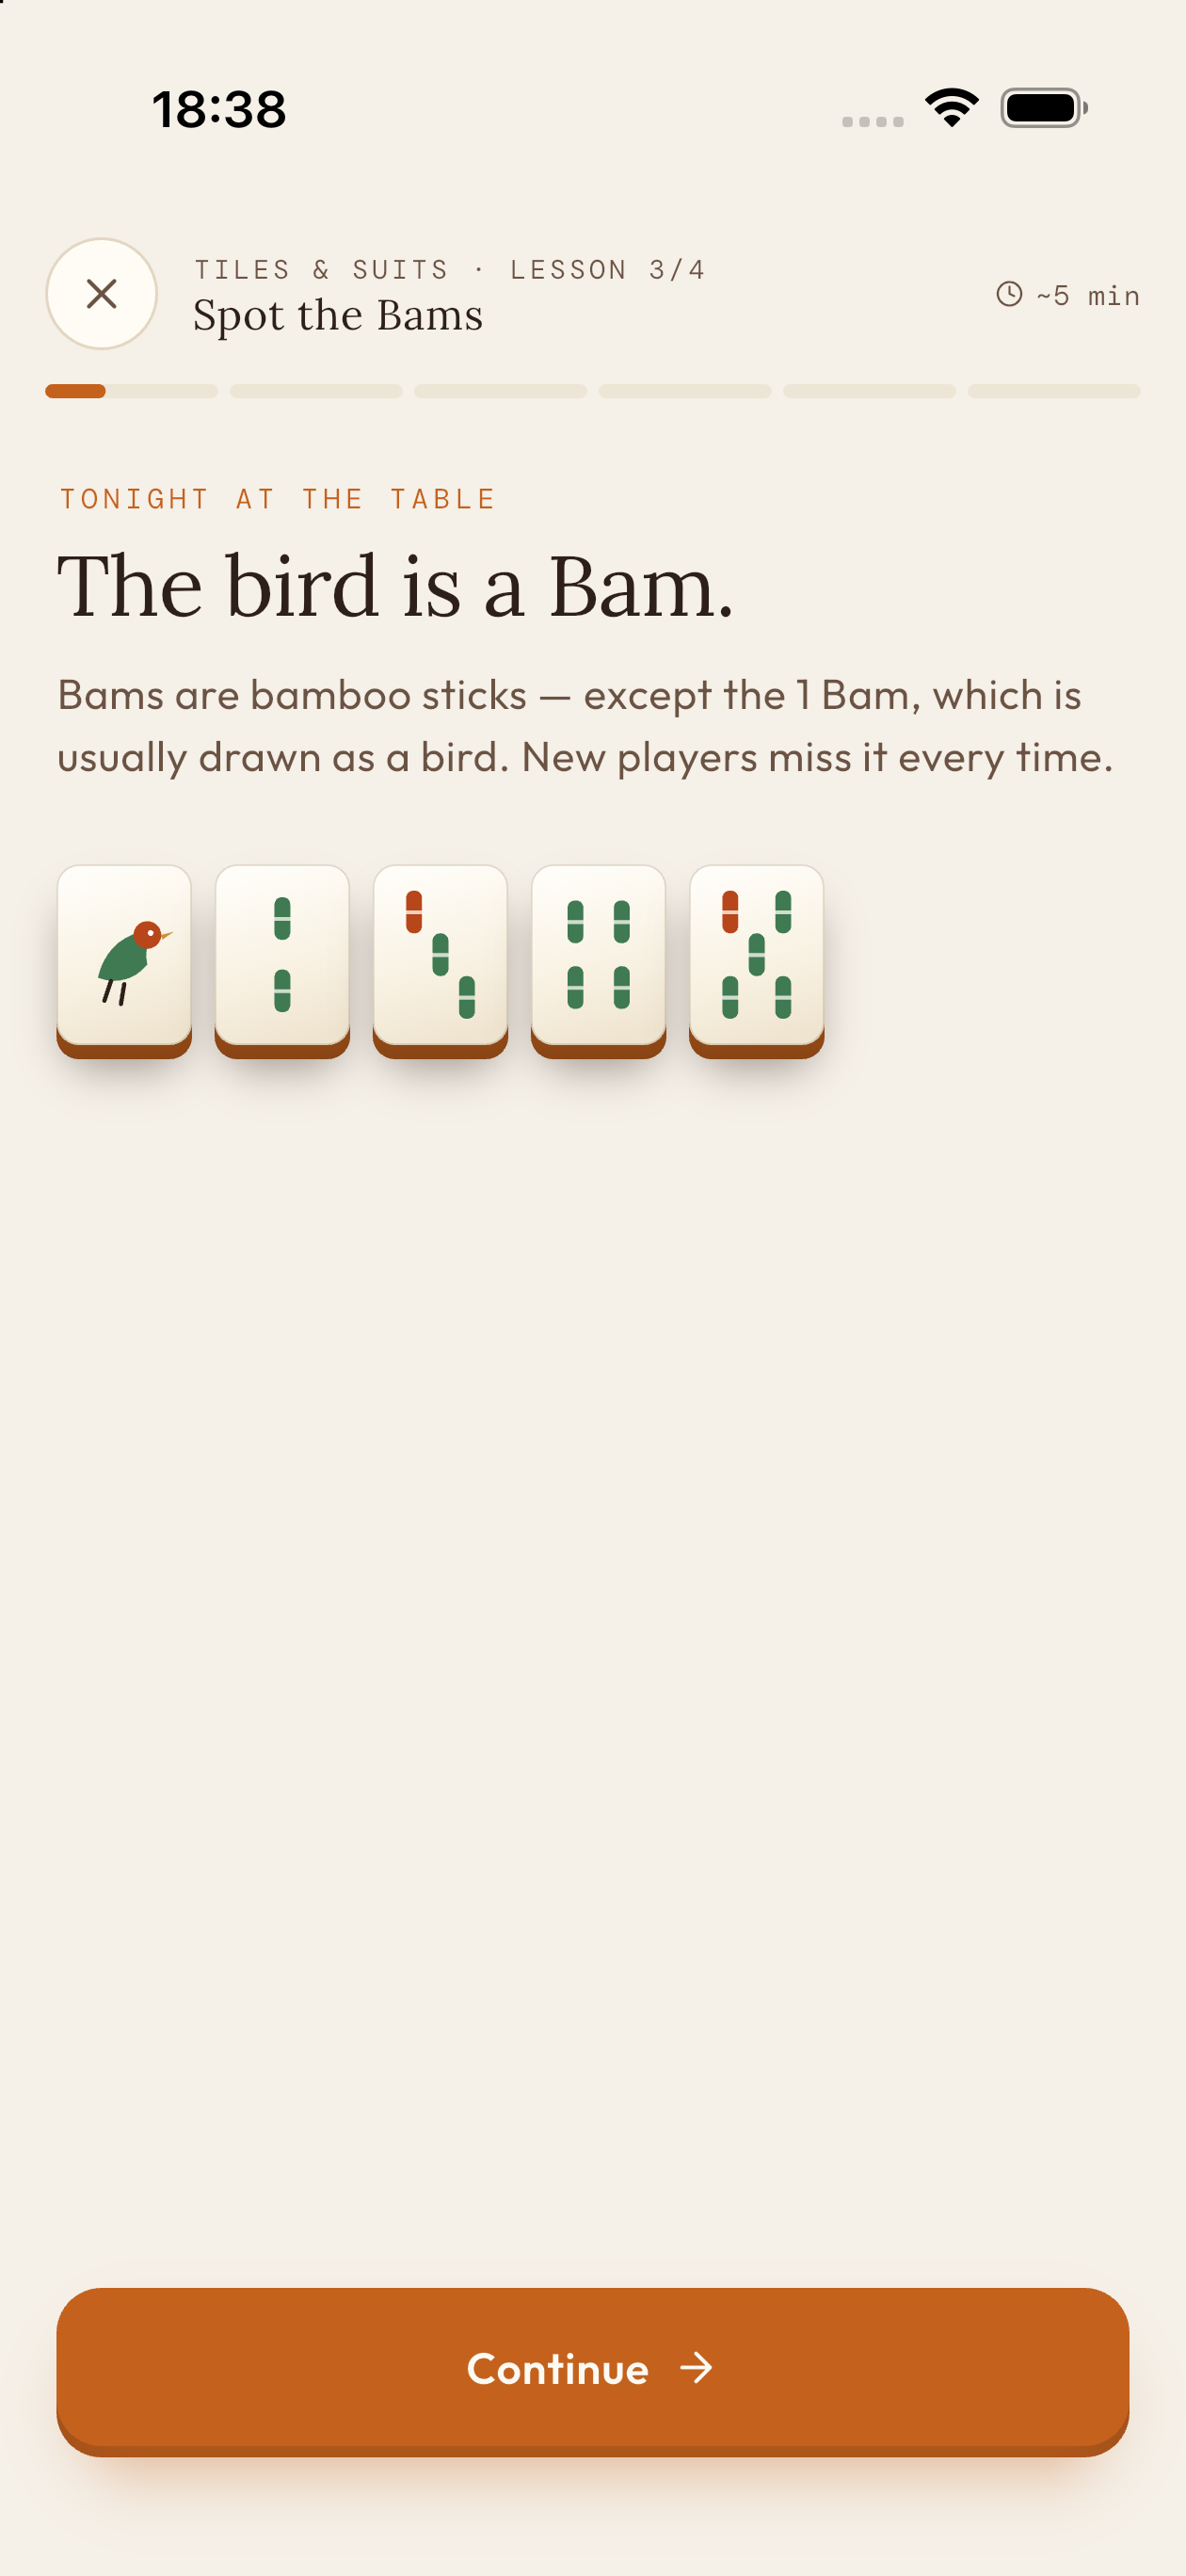 18:38
TILES & SUITS · LESSON 3/4
Spot the Bams
~5 min
TONIGHT AT THE TABLE
The bird is a Bam.
Bams are bamboo sticks — except the 1 Bam, which is
usually drawn as a bird. New players miss it every time.
Continue →